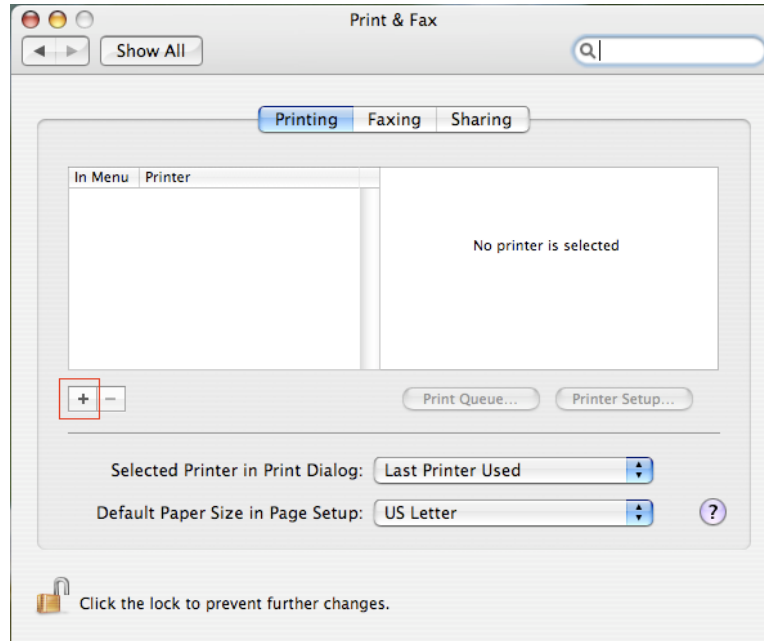 Print & Fax
Show All
Printing Faxing Sharing
In Menu Printer
No printer is selected
+ −
Print Queue... Printer Setup...
Selected Printer in Print Dialog: Last Printer Used
Default Paper Size in Page Setup: US Letter ?
Click the lock to prevent further changes.